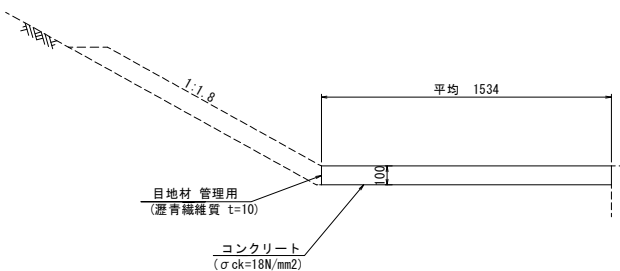 1:1.8
平均 1534
100
目地材 管理用
(瀝青繊維質 t=10)
コンクリート
(σck=18N/mm2)